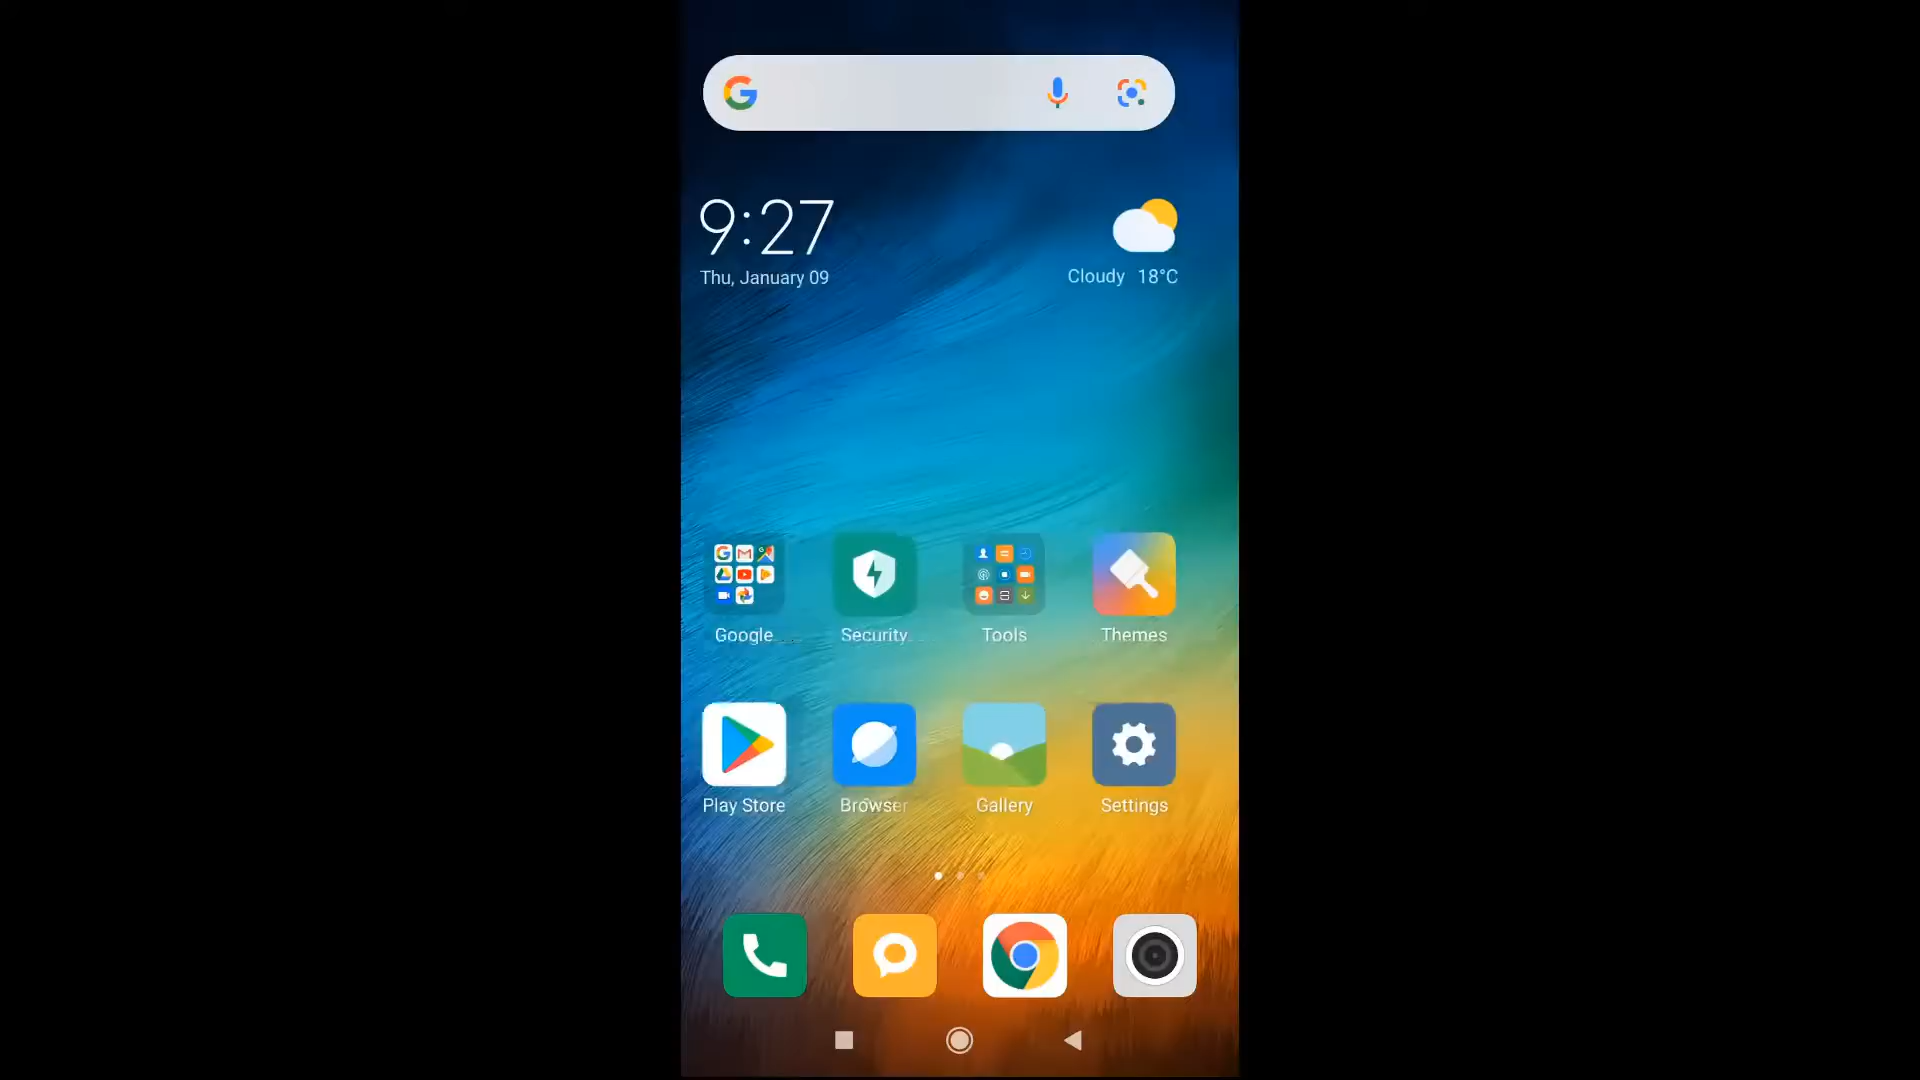 9:27
Thu, January 09
Cloudy 18°C
Google...
Security
Tools
Themes
Play Store
Browser
Gallery
Settings